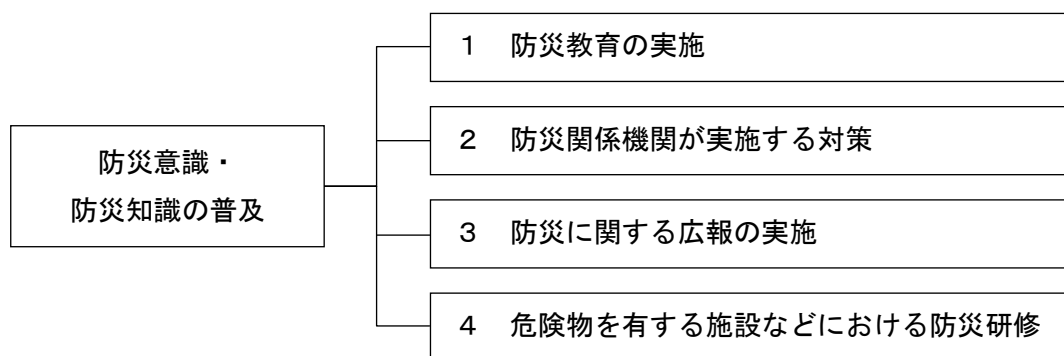 防災意識・
防災知識の普及
１　防災教育の実施
２　防災関係機関が実施する対策
３　防災に関する広報の実施
４　危険物を有する施設などにおける防災研修